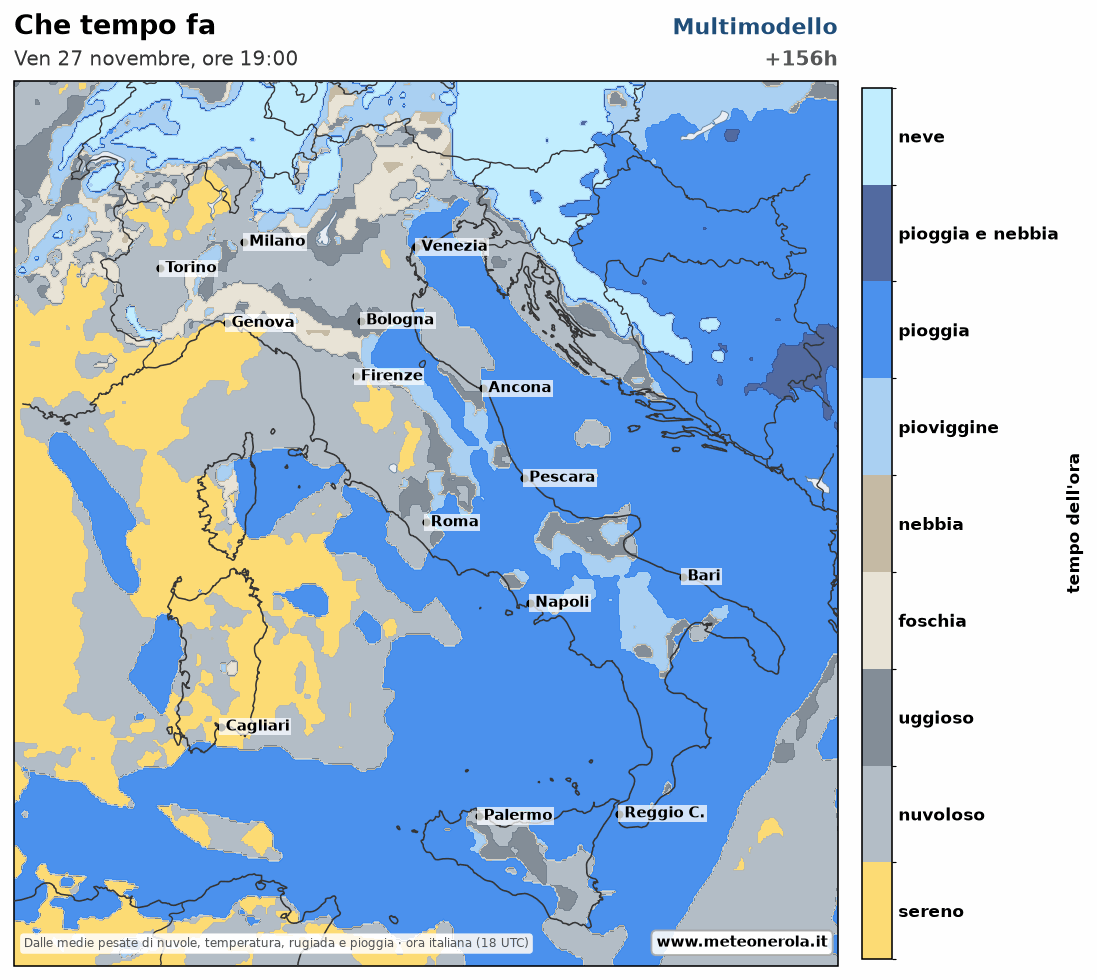 Che tempo fa
Multimodello
Ven 27 novembre, ore 19:00
+156h
neve
pioggia e nebbia
pioggia
pioviggine
nebbia
foschia
uggioso
nuvoloso
sereno
tempo dell'ora
Milano
Venezia
Torino
Genova
Bologna
Firenze
Ancona
Pescara
Roma
Bari
Napoli
Cagliari
Palermo
Reggio C.
Dalle medie pesate di nuvole, temperatura, rugiada e pioggia · ora italiana (18 UTC)
www.meteonerola.it